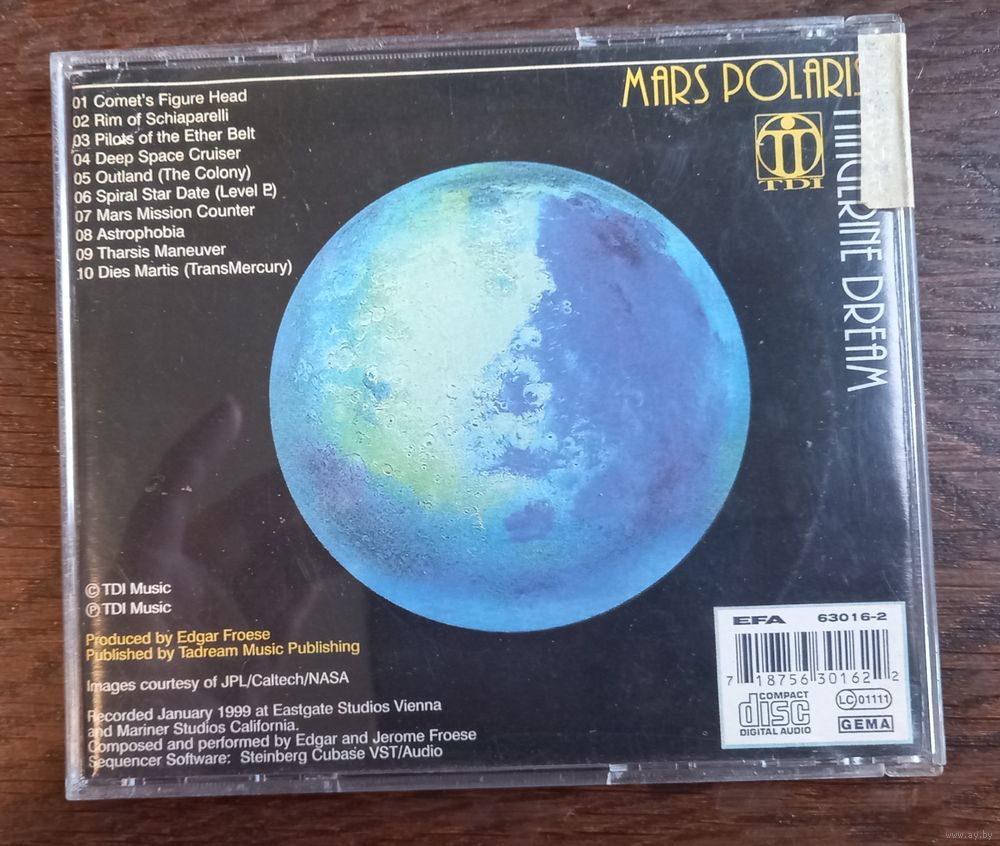 MARS POLARIS
TDI
TANGERINE DREAM
01 Comet's Figure Head
02 Rim of Schiaparelli
03 Pilots of the Ether Belt
04 Deep Space Cruiser
05 Outland (The Colony)
06 Spiral Star Date (Level P.)
07 Mars Mission Counter
08 Astrophobia
09 Tharsis Maneuver
10 Dies Martis (TransMercury)
© TDI Music
℗ TDI Music
Produced by Edgar Froese
Published by Tadream Music Publishing
Images courtesy of JPL/Caltech/NASA
Recorded January 1999 at Eastgate Studios Vienna
and Mariner Studios California.
Composed and performed by Edgar and Jerome Froese
Sequencer Software: Steinberg Cubase VST/Audio
EFA 63016-2
7 18756 30162 2
COMPACT
disc
DIGITAL AUDIO
LC 01111
GEMA
www.ay.by